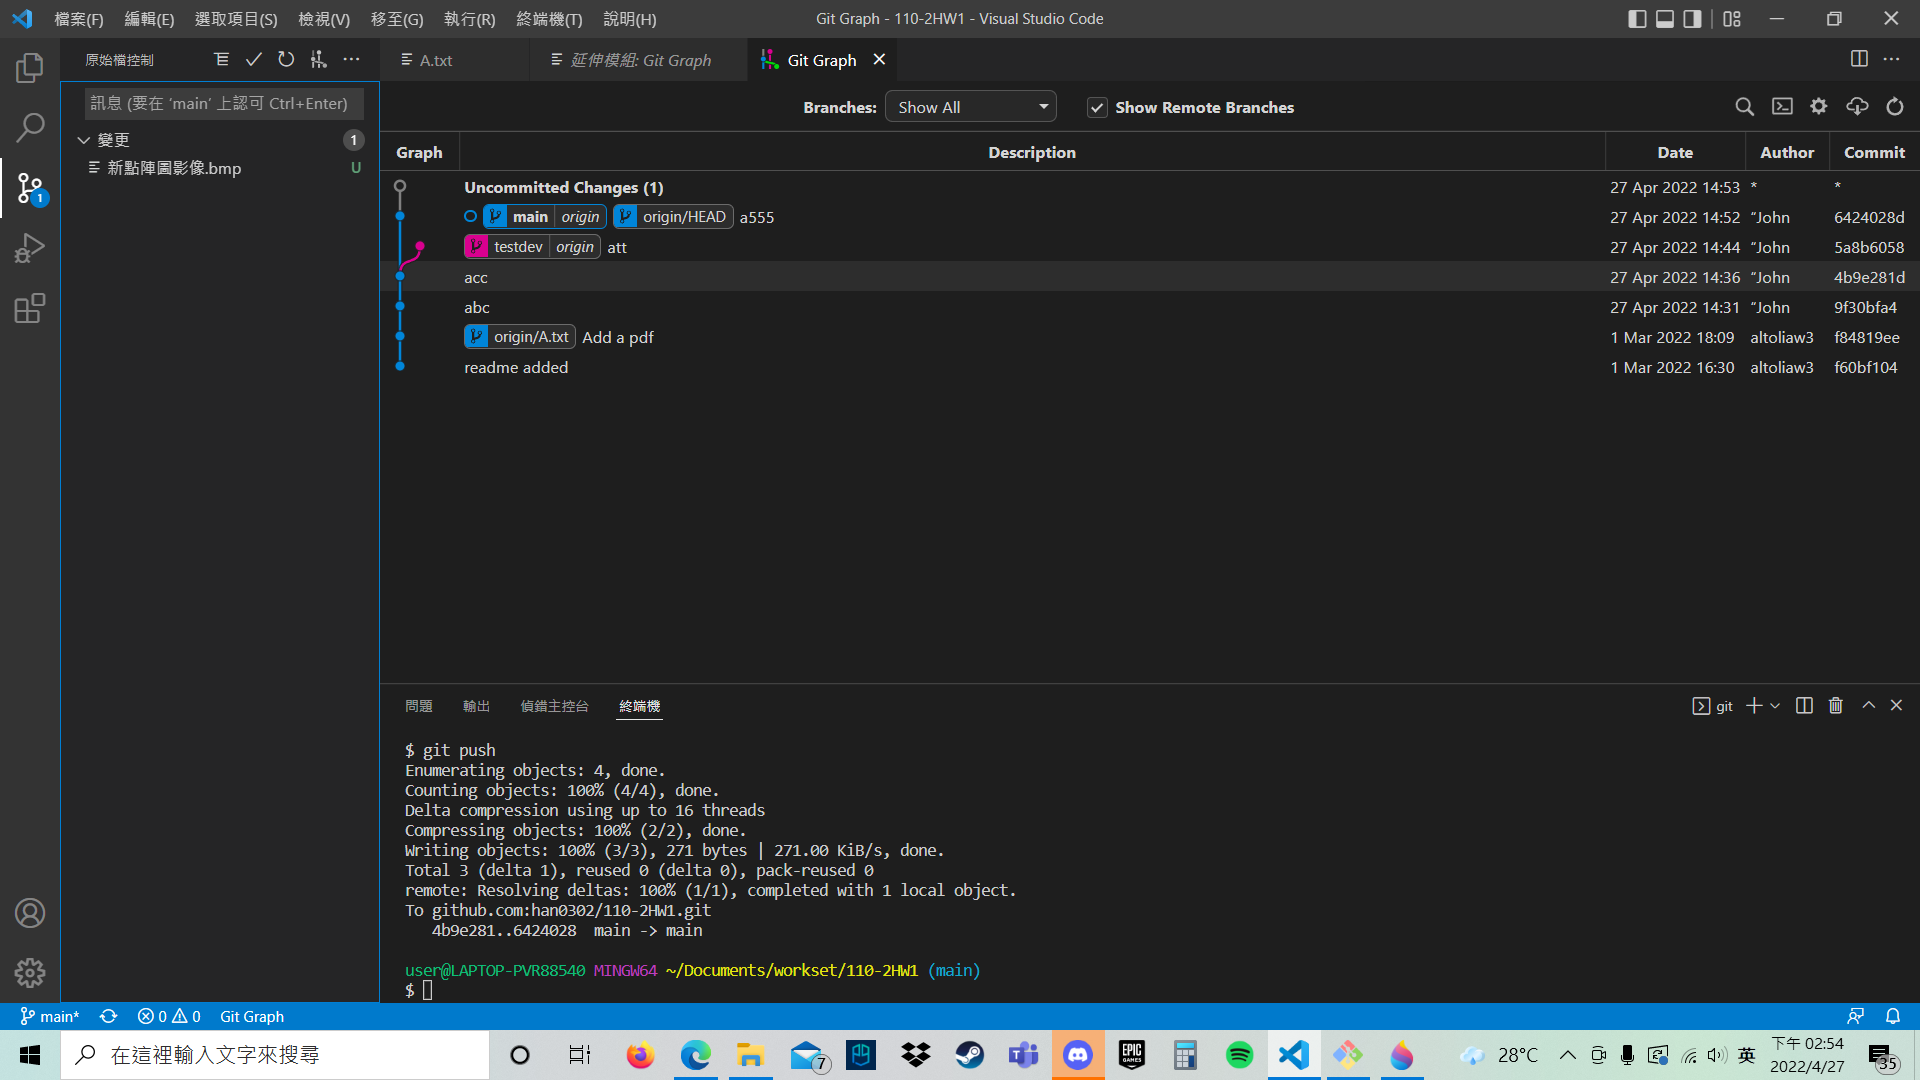 檔案(F) 編輯(E) 選取項目(S) 檢視(V) 移至(G) 執行(R) 終端機(T) 說明(H) Git Graph - 110-2HW1 - Visual Studio Code
原始檔控制 A.txt 延伸模組: Git Graph Git Graph
訊息 (要在 'main' 上認可 Ctrl+Enter) Branches: Show All Show Remote Branches
變更 1
新點陣圖影像.bmp U
1
Graph Description Date Author Commit
Uncommitted Changes (1) 27 Apr 2022 14:53 * *
main origin origin/HEAD a555 27 Apr 2022 14:52 “John 6424028d
testdev origin att 27 Apr 2022 14:44 “John 5a8b6058
acc 27 Apr 2022 14:36 “John 4b9e281d
abc 27 Apr 2022 14:31 “John 9f30bfa4
origin/A.txt Add a pdf 1 Mar 2022 18:09 altoliaw3 f84819ee
readme added 1 Mar 2022 16:30 altoliaw3 f60bf104
問題 輸出 偵錯主控台 終端機 git
$ git push
Enumerating objects: 4, done.
Counting objects: 100% (4/4), done.
Delta compression using up to 16 threads
Compressing objects: 100% (2/2), done.
Writing objects: 100% (3/3), 271 bytes | 271.00 KiB/s, done.
Total 3 (delta 1), reused 0 (delta 0), pack-reused 0
remote: Resolving deltas: 100% (1/1), completed with 1 local object.
To github.com:han0302/110-2HW1.git
4b9e281..6424028 main -> main
user@LAPTOP-PVR88540 MINGW64 ~/Documents/workset/110-2HW1 (main)
$
main* 0 0 Git Graph
在這裡輸入文字來搜尋 7 EPIC GAMES 28°C 英 下午 02:54
2022/4/27 35